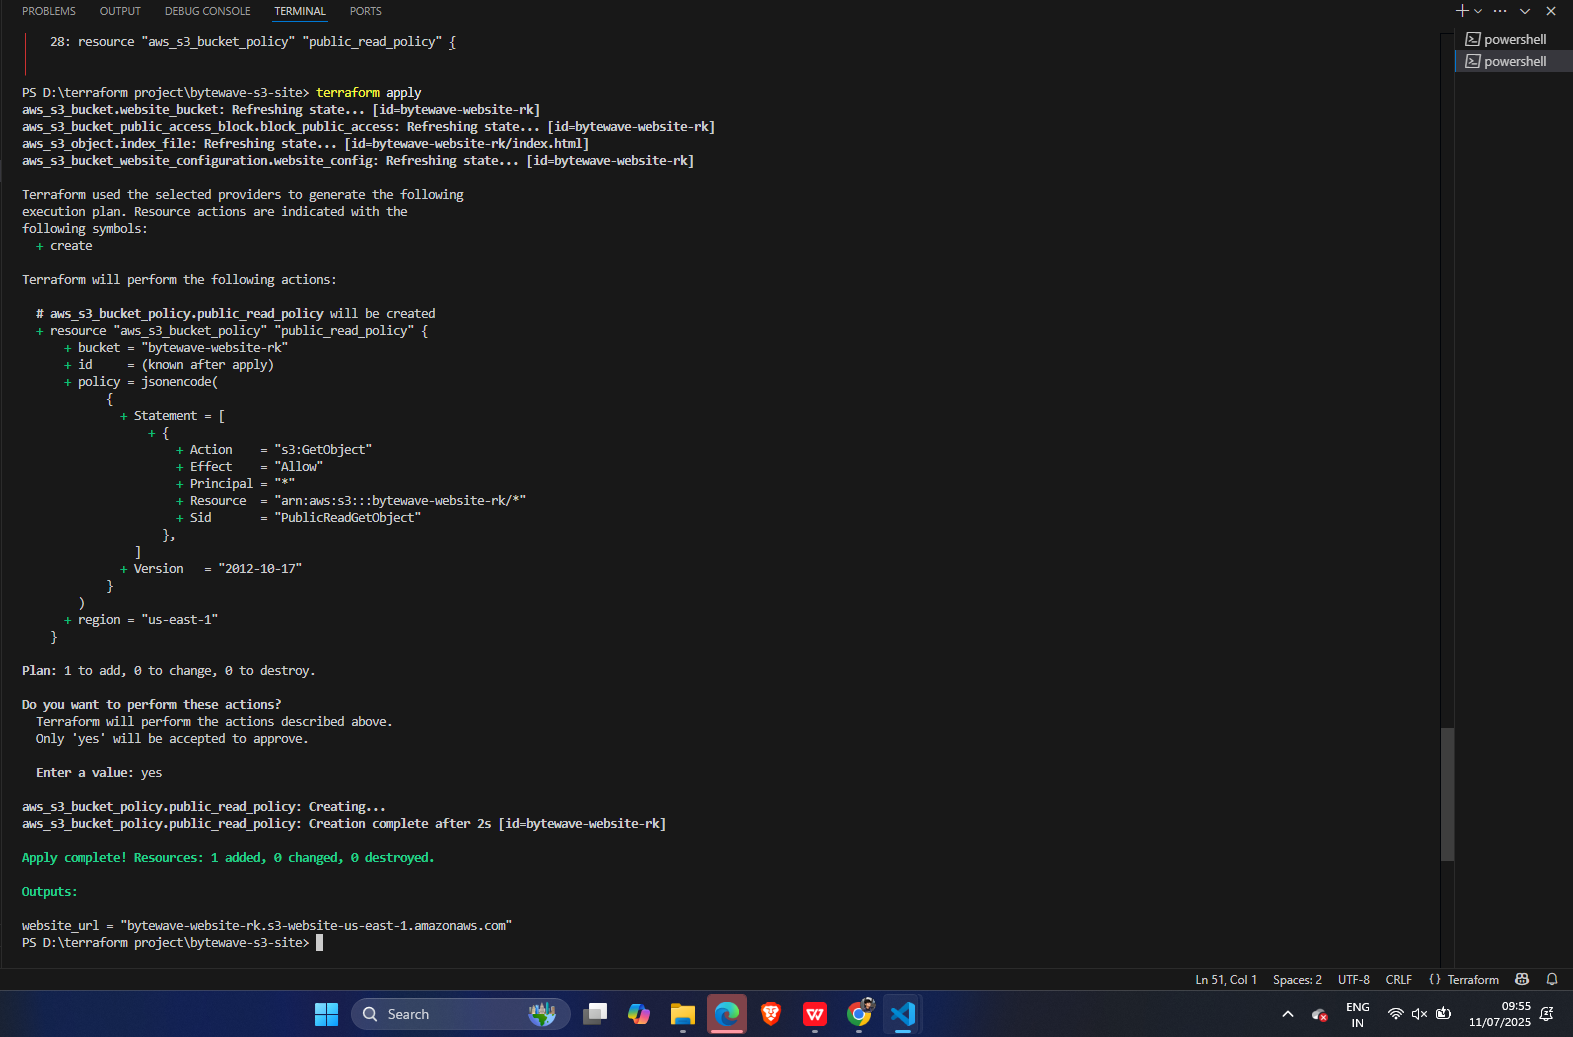 PROBLEMS OUTPUT DEBUG CONSOLE TERMINAL PORTS
28: resource "aws_s3_bucket_policy" "public_read_policy" {
powershell
powershell
PS D:\terraform project\bytewave-s3-site> terraform apply
aws_s3_bucket.website_bucket: Refreshing state... [id=bytewave-website-rk]
aws_s3_bucket_public_access_block.block_public_access: Refreshing state... [id=bytewave-website-rk]
aws_s3_object.index_file: Refreshing state... [id=bytewave-website-rk/index.html]
aws_s3_bucket_website_configuration.website_config: Refreshing state... [id=bytewave-website-rk]
Terraform used the selected providers to generate the following
execution plan. Resource actions are indicated with the
following symbols:
+ create
Terraform will perform the following actions:
# aws_s3_bucket_policy.public_read_policy will be created
+ resource "aws_s3_bucket_policy" "public_read_policy" {
+ bucket = "bytewave-website-rk"
+ id     = (known after apply)
+ policy = jsonencode(
{
+ Statement = [
+ {
+ Action    = "s3:GetObject"
+ Effect    = "Allow"
+ Principal = "*"
+ Resource  = "arn:aws:s3:::bytewave-website-rk/*"
+ Sid       = "PublicReadGetObject"
},
]
+ Version   = "2012-10-17"
}
)
+ region = "us-east-1"
}
Plan: 1 to add, 0 to change, 0 to destroy.
Do you want to perform these actions?
Terraform will perform the actions described above.
Only 'yes' will be accepted to approve.
Enter a value: yes
aws_s3_bucket_policy.public_read_policy: Creating...
aws_s3_bucket_policy.public_read_policy: Creation complete after 2s [id=bytewave-website-rk]
Apply complete! Resources: 1 added, 0 changed, 0 destroyed.
Outputs:
website_url = "bytewave-website-rk.s3-website-us-east-1.amazonaws.com"
PS D:\terraform project\bytewave-s3-site>
Ln 51, Col 1 Spaces: 2 UTF-8 CRLF {} Terraform
Search
ENG
IN
09:55
11/07/2025